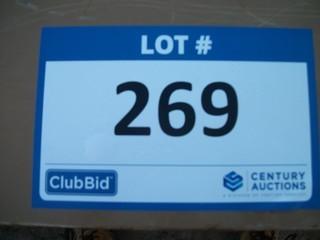 LOT #
269
ClubBid
CENTURY
AUCTIONS